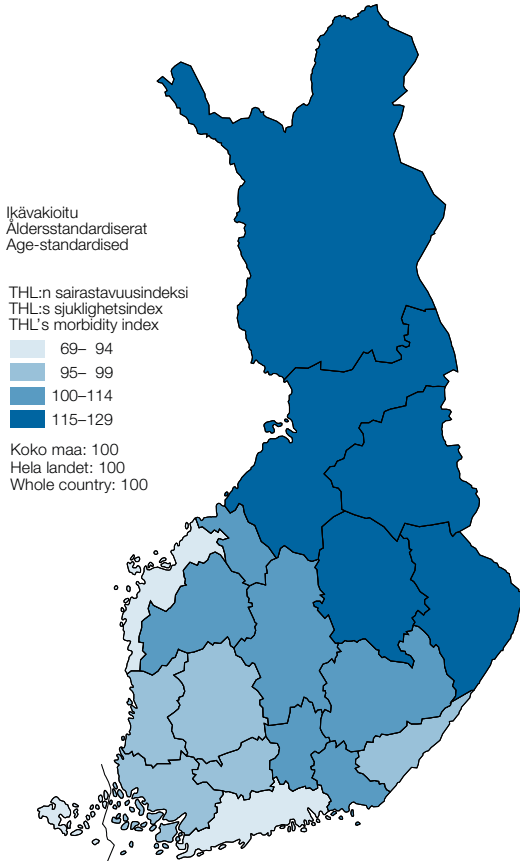 Ikävakioitu
Åldersstandardiserat
Age-standardised
THL:n sairastavuusindeksi
THL:s sjuklighetsindex
THL's morbidity index
69– 94
95– 99
100–114
115–129
Koko maa: 100
Hela landet: 100
Whole country: 100